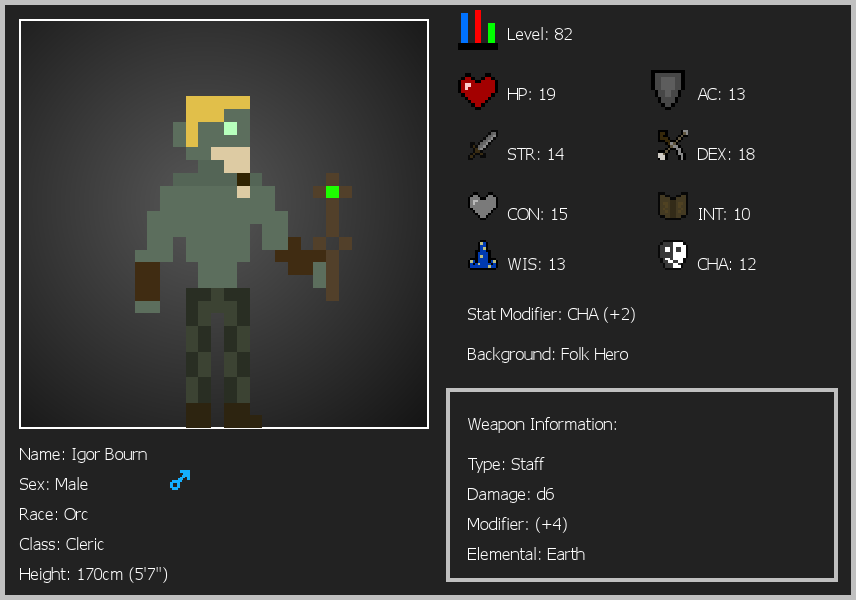 Level: 82
HP: 19
AC: 13
STR: 14
DEX: 18
CON: 15
INT: 10
WIS: 13
CHA: 12
Stat Modifier: CHA (+2)
Background: Folk Hero
Weapon Information:
Type: Staff
Damage: d6
Modifier: (+4)
Elemental: Earth
Name: Igor Bourn
Sex: Male
Race: Orc
Class: Cleric
Height: 170cm (5'7")